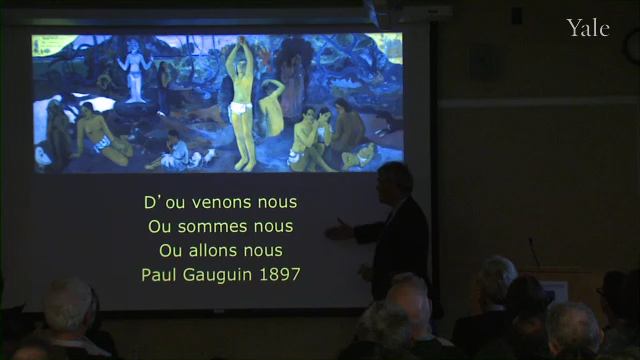 Yale
D'ou venons nous
Ou sommes nous
Ou allons nous
Paul Gauguin 1897